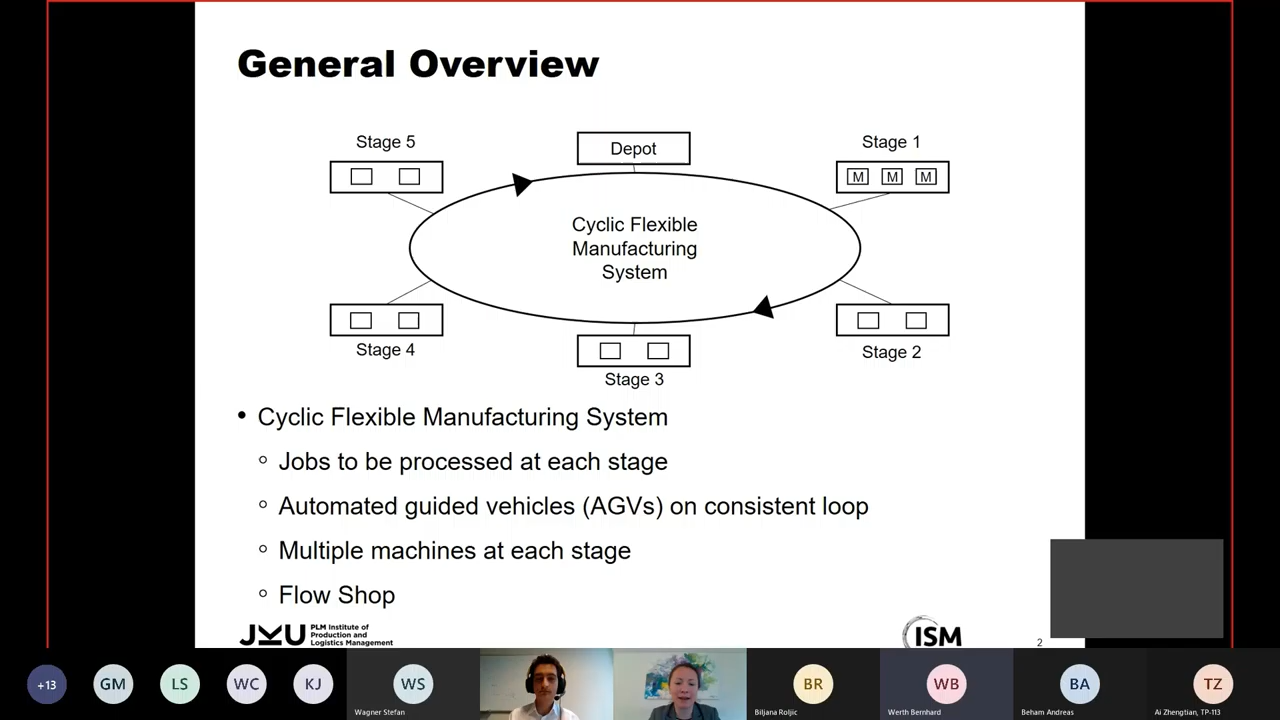 General Overview
Stage 5
Depot
Stage 1
M M M
Cyclic Flexible
Manufacturing
System
Stage 4
Stage 3
Stage 2
• Cyclic Flexible Manufacturing System
○ Jobs to be processed at each stage
○ Automated guided vehicles (AGVs) on consistent loop
○ Multiple machines at each stage
○ Flow Shop
JKU
PLM Institute of
Production and
Logistics Management
ISM
2
+13
GM
LS
WC
KJ
WS
BR
WB
BA
TZ
Wagner Stefan
Biljana Roljic
Werth Bernhard
Beham Andreas
Ai Zhengtian, TP-113